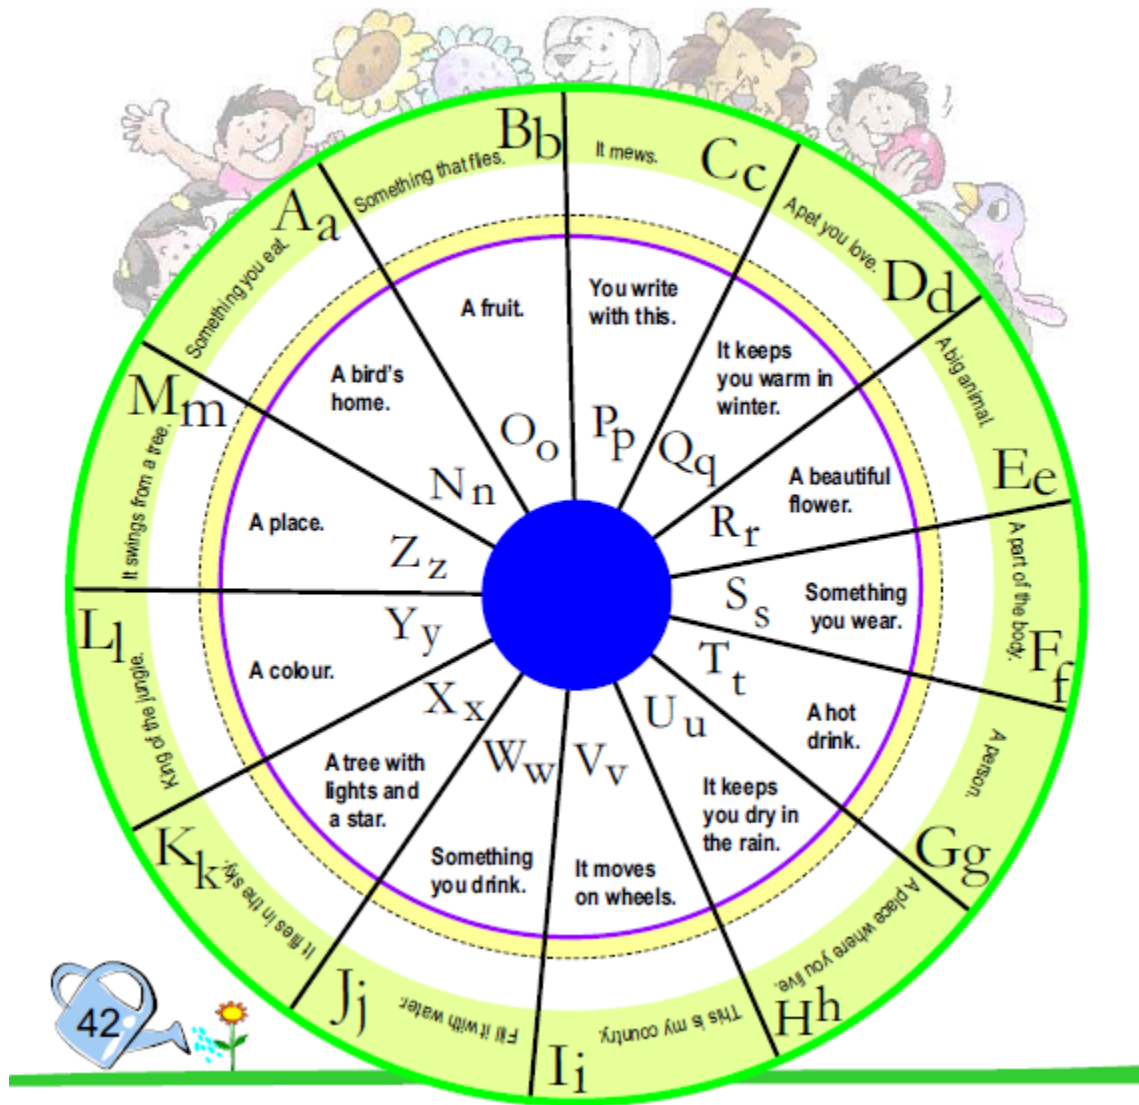 Aa
Something you eat.
Bb
Something that flies.
Cc
It mews.
Dd
A pet you love.
Ee
A big animal.
Ff
A part of the body.
Gg
A person.
Hh
A place where you live.
Ii
This is my country.
Jj
Fill it with water.
Kk
It flies in the sky.
Ll
King of the jungle.
Mm
It swings from a tree.
Nn
A bird's
home.
Oo
A fruit.
Pp
You write
with this.
Qq
It keeps
you warm in
winter.
Rr
A beautiful
flower.
Ss
Something
you wear.
Tt
A hot
drink.
Uu
It keeps
you dry in
the rain.
Vv
It moves
on wheels.
Ww
Something
you drink.
Xx
A tree with
lights and
a star.
Yy
A colour.
Zz
A place.
42